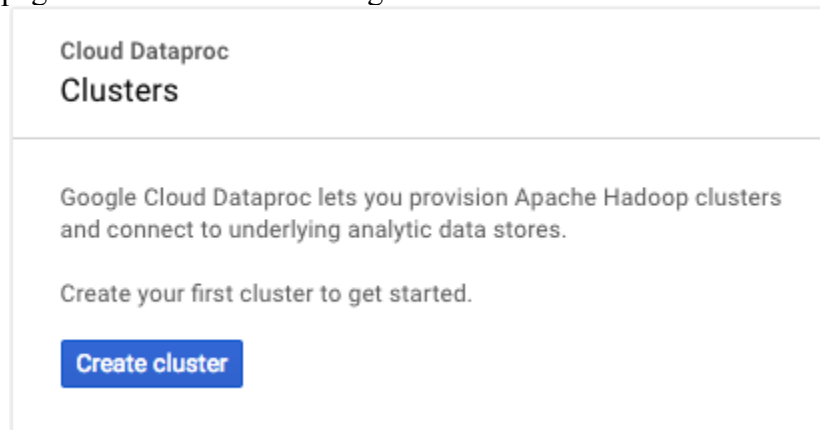 Cloud Dataproc
Clusters
Google Cloud Dataproc lets you provision Apache Hadoop clusters
and connect to underlying analytic data stores.
Create your first cluster to get started.
Create cluster